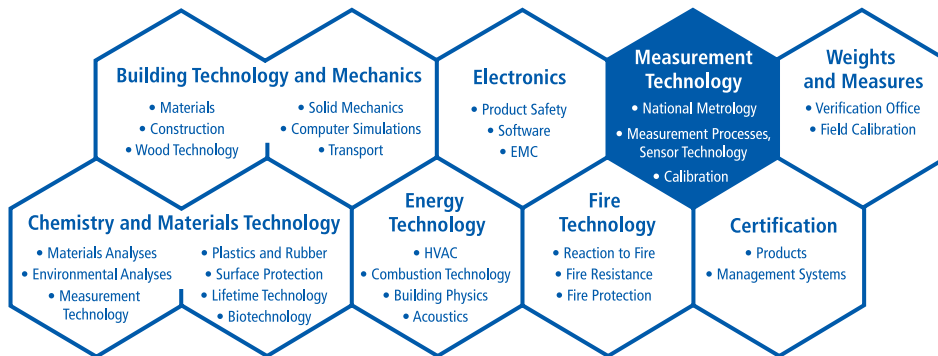 Building Technology and Mechanics
• Materials
• Construction
• Wood Technology
• Solid Mechanics
• Computer Simulations
• Transport
Electronics
• Product Safety
• Software
• EMC
Measurement
Technology
• National Metrology
• Measurement Processes,
Sensor Technology
• Calibration
Weights
and Measures
• Verification Office
• Field Calibration
Chemistry and Materials Technology
• Materials Analyses
• Environmental Analyses
• Measurement
Technology
• Plastics and Rubber
• Surface Protection
• Lifetime Technology
• Biotechnology
Energy
Technology
• HVAC
• Combustion Technology
• Building Physics
• Acoustics
Fire
Technology
• Reaction to Fire
• Fire Resistance
• Fire Protection
Certification
• Products
• Management Systems